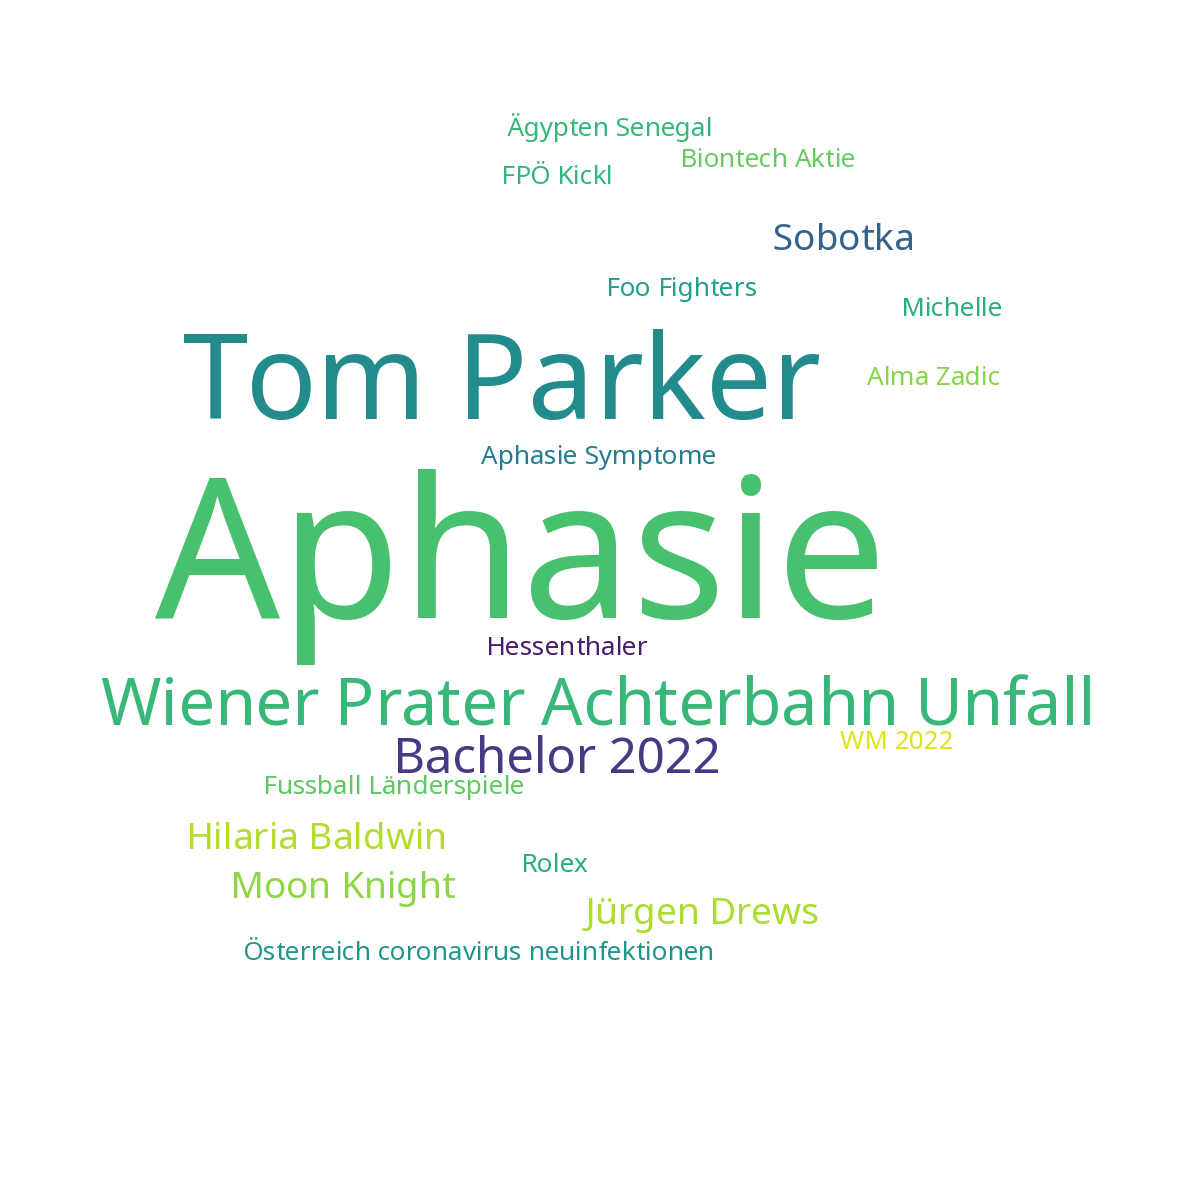 Ägypten Senegal
Biontech Aktie
FPÖ Kickl
Sobotka
Foo Fighters
Michelle
Tom Parker
Alma Zadic
Aphasie Symptome
Aphasie
Hessenthaler
Wiener Prater Achterbahn Unfall
WM 2022
Bachelor 2022
Fussball Länderspiele
Hilaria Baldwin
Rolex
Moon Knight
Jürgen Drews
Österreich coronavirus neuinfektionen